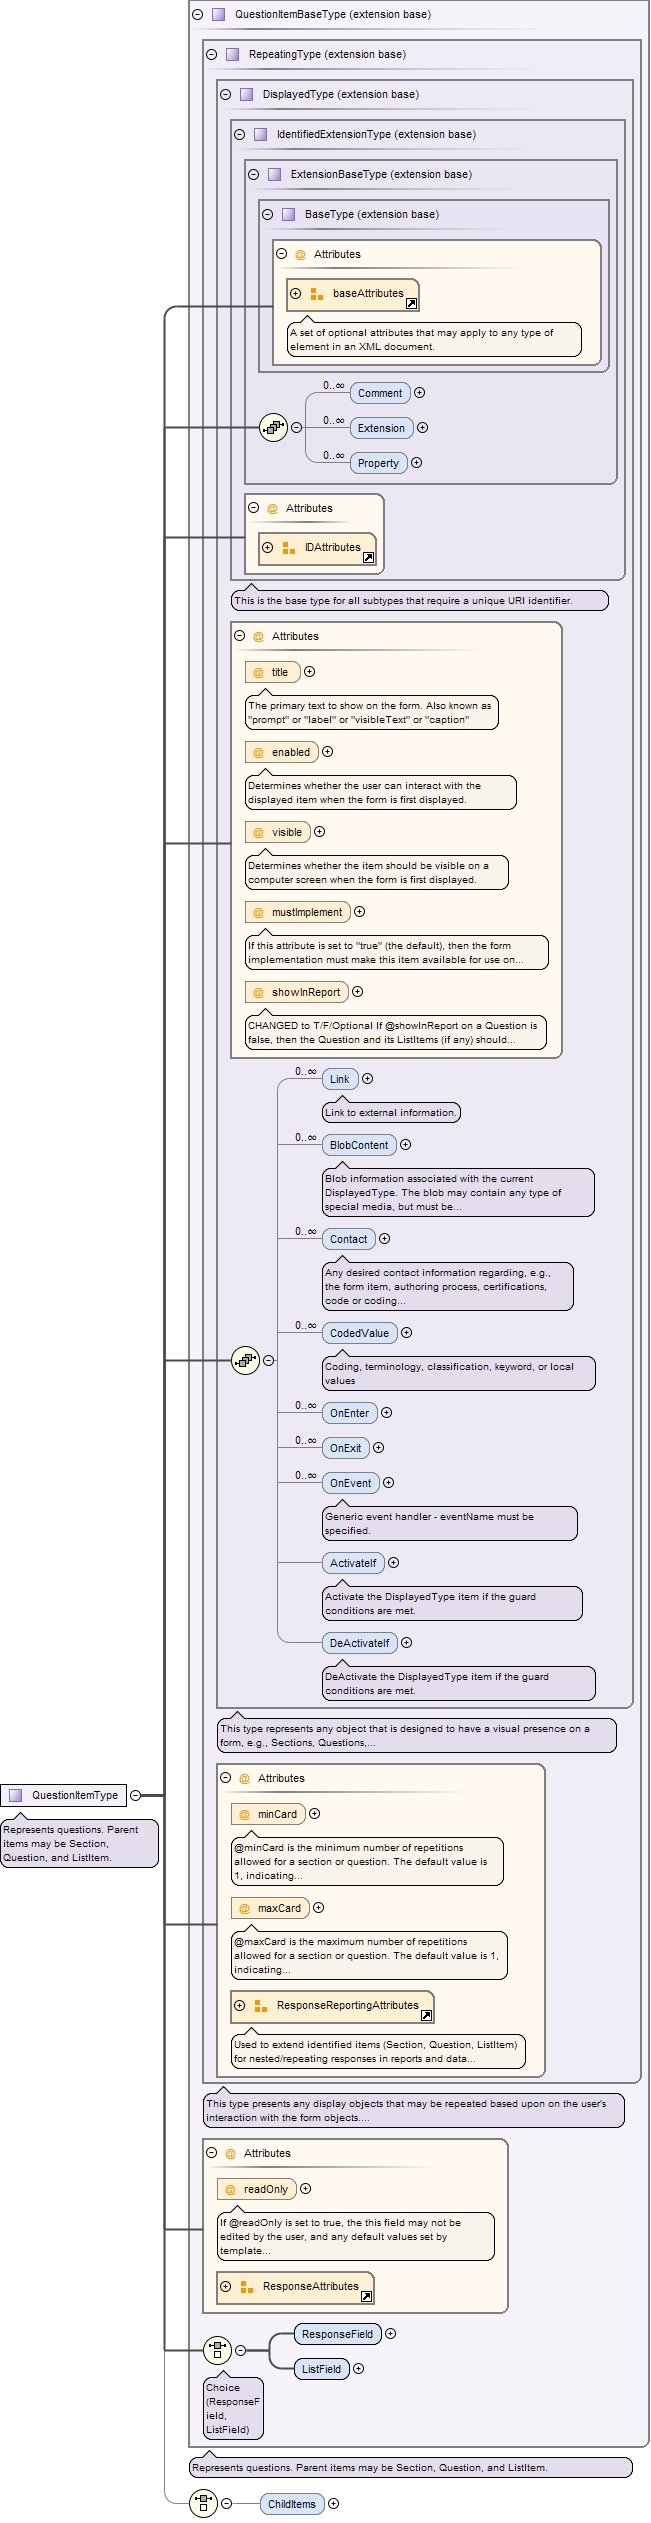 QuestionItemBaseType (extension base)
RepeatingType (extension base)
DisplayedType (extension base)
IdentifiedExtensionType (extension base)
ExtensionBaseType (extension base)
BaseType (extension base)
@ Attributes
baseAttributes
A set of optional attributes that may apply to any type of
element in an XML document.
0..∞ Comment
0..∞ Extension
0..∞ Property
@ Attributes
IDAttributes
This is the base type for all subtypes that require a unique URI identifier.
@ Attributes
@ title
The primary text to show on the form. Also known as
"prompt" or "label" or "visibleText" or "caption"
@ enabled
Determines whether the user can interact with the
displayed item when the form is first displayed.
@ visible
Determines whether the item should be visible on a
computer screen when the form is first displayed.
@ mustImplement
If this attribute is set to "true" (the default), then the form
implementation must make this item available for use on...
@ showInReport
CHANGED to T/F/Optional If @showInReport on a Question is
false, then the Question and its ListItems (if any) should...
0..∞ Link
Link to external information.
0..∞ BlobContent
Blob information associated with the current
DisplayedType. The blob may contain any type of
special media, but must be...
0..∞ Contact
Any desired contact information regarding, e.g.,
the form item, authoring process, certifications,
code or coding...
0..∞ CodedValue
Coding, terminology, classification, keyword, or local
values
0..∞ OnEnter
0..∞ OnExit
0..∞ OnEvent
Generic event handler - eventName must be
specified.
ActivateIf
Activate the DisplayedType item if the guard
conditions are met.
DeActivateIf
DeActivate the DisplayedType item if the guard
conditions are met.
This type represents any object that is designed to have a visual presence on a
form, e.g., Sections, Questions,...
@ Attributes
QuestionItemType
Represents questions. Parent
items may be Section,
Question, and ListItem.
@ minCard
@minCard is the minimum number of repetitions
allowed for a section or question. The default value is
1, indicating...
@ maxCard
@maxCard is the maximum number of repetitions
allowed for a section or question. The default value is 1,
indicating...
ResponseReportingAttributes
Used to extend identified items (Section, Question, ListItem)
for nested/repeating responses in reports and data...
This type presents any display objects that may be repeated based upon on the user's
interaction with the form objects....
@ Attributes
@ readOnly
If @readOnly is set to true, the this field may not be
edited by the user, and any default values set by
template...
ResponseAttributes
ResponseField
ListField
Choice
(ResponseF
ield,
ListField)
Represents questions. Parent items may be Section, Question, and ListItem.
ChildItems